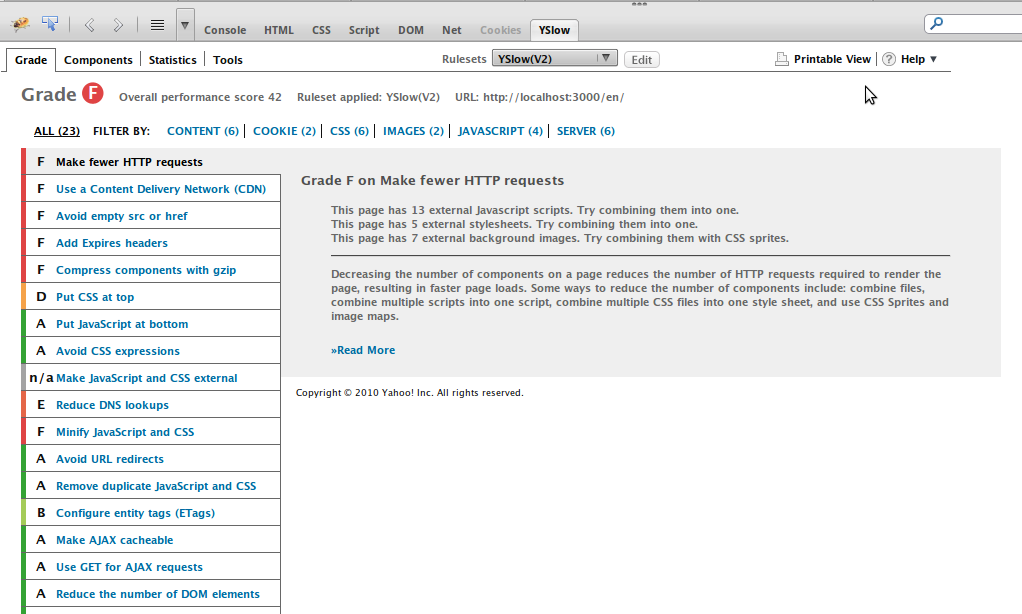 Console HTML CSS Script DOM Net Cookies YSlow
Grade Components Statistics Tools Rulesets YSlow(V2) Edit Printable View ? Help
Grade F Overall performance score 42 Ruleset applied: YSlow(V2) URL: http://localhost:3000/en/
ALL (23) FILTER BY: CONTENT (6) COOKIE (2) CSS (6) IMAGES (2) JAVASCRIPT (4) SERVER (6)
F Make fewer HTTP requests
F Use a Content Delivery Network (CDN)
F Avoid empty src or href
F Add Expires headers
F Compress components with gzip
D Put CSS at top
A Put JavaScript at bottom
A Avoid CSS expressions
n/a Make JavaScript and CSS external
E Reduce DNS lookups
F Minify JavaScript and CSS
A Avoid URL redirects
A Remove duplicate JavaScript and CSS
B Configure entity tags (ETags)
A Make AJAX cacheable
A Use GET for AJAX requests
A Reduce the number of DOM elements
Grade F on Make fewer HTTP requests
This page has 13 external Javascript scripts. Try combining them into one.
This page has 5 external stylesheets. Try combining them into one.
This page has 7 external background images. Try combining them with CSS sprites.
Decreasing the number of components on a page reduces the number of HTTP requests required to render the
page, resulting in faster page loads. Some ways to reduce the number of components include: combine files,
combine multiple scripts into one script, combine multiple CSS files into one style sheet, and use CSS Sprites and
image maps.
»Read More
Copyright © 2010 Yahoo! Inc. All rights reserved.